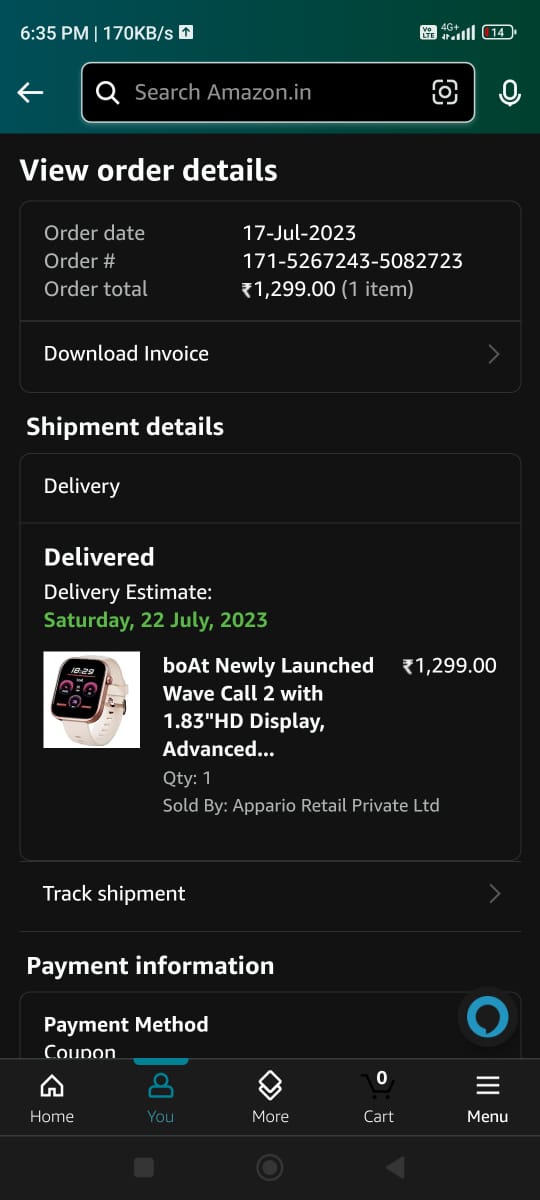 6:35 PM | 170KB/s
Vo LTE 4G+ 14
Search Amazon.in
View order details
Order date 17-Jul-2023
Order # 171-5267243-5082723
Order total ₹1,299.00 (1 item)
Download Invoice
Shipment details
Delivery
Delivered
Delivery Estimate:
Saturday, 22 July, 2023
18:29
boAt Newly Launched ₹1,299.00
Wave Call 2 with
1.83"HD Display,
Advanced...
Qty: 1
Sold By: Appario Retail Private Ltd
Track shipment
Payment information
Payment Method
Coupon
0
Home You More Cart Menu